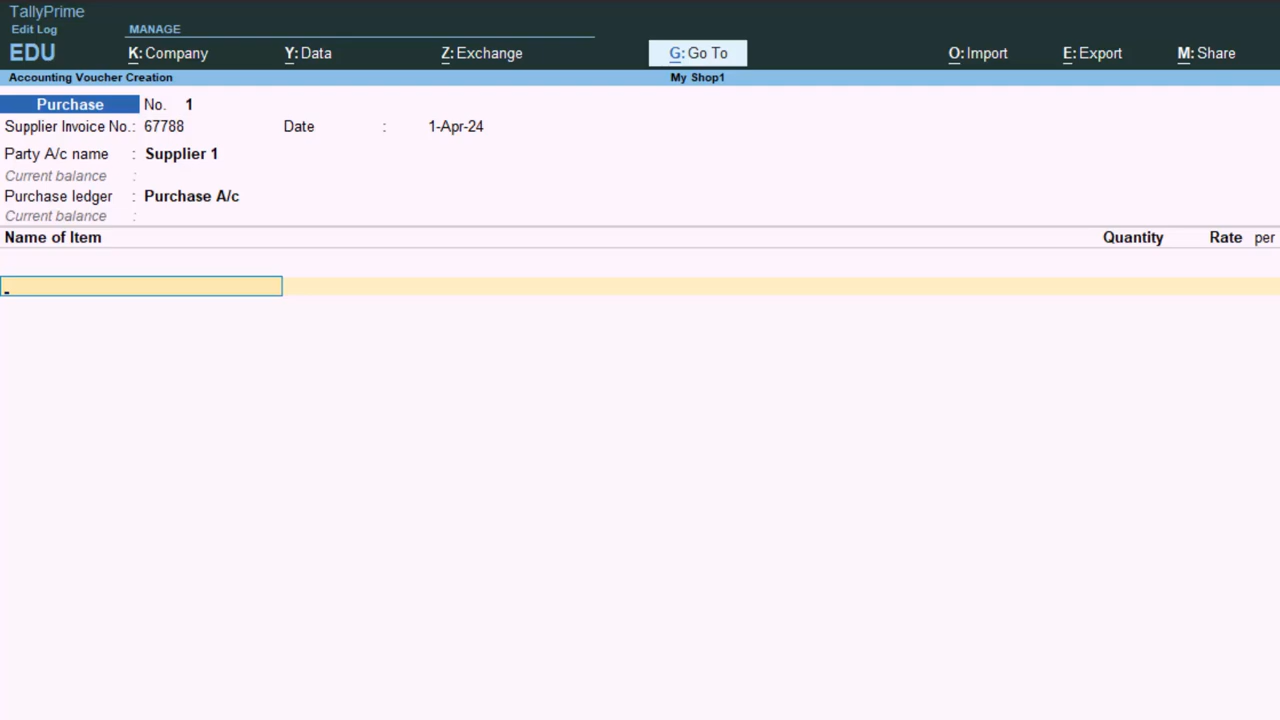 TallyPrime
Edit Log
MANAGE
EDU
K: Company
Y: Data
Z: Exchange
G: Go To
O: Import
E: Export
M: Share
Accounting Voucher Creation
My Shop1
Purchase No. 1
Supplier Invoice No.: 67788 Date : 1-Apr-24
Party A/c name : Supplier 1
Current balance :
Purchase ledger : Purchase A/c
Current balance :
Name of Item Quantity Rate per